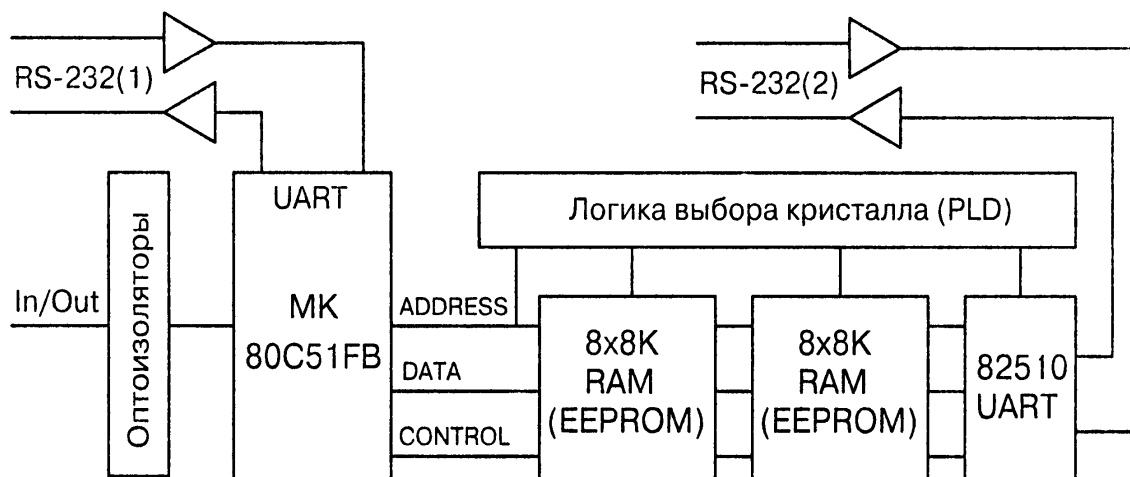 RS-232(1)
RS-232(2)
UART
Логика выбора кристалла (PLD)
Оптоизоляторы
In/Out
МК
80C51FB
ADDRESS
DATA
CONTROL
8x8K
RAM
(EEPROM)
8x8K
RAM
(EEPROM)
82510
UART